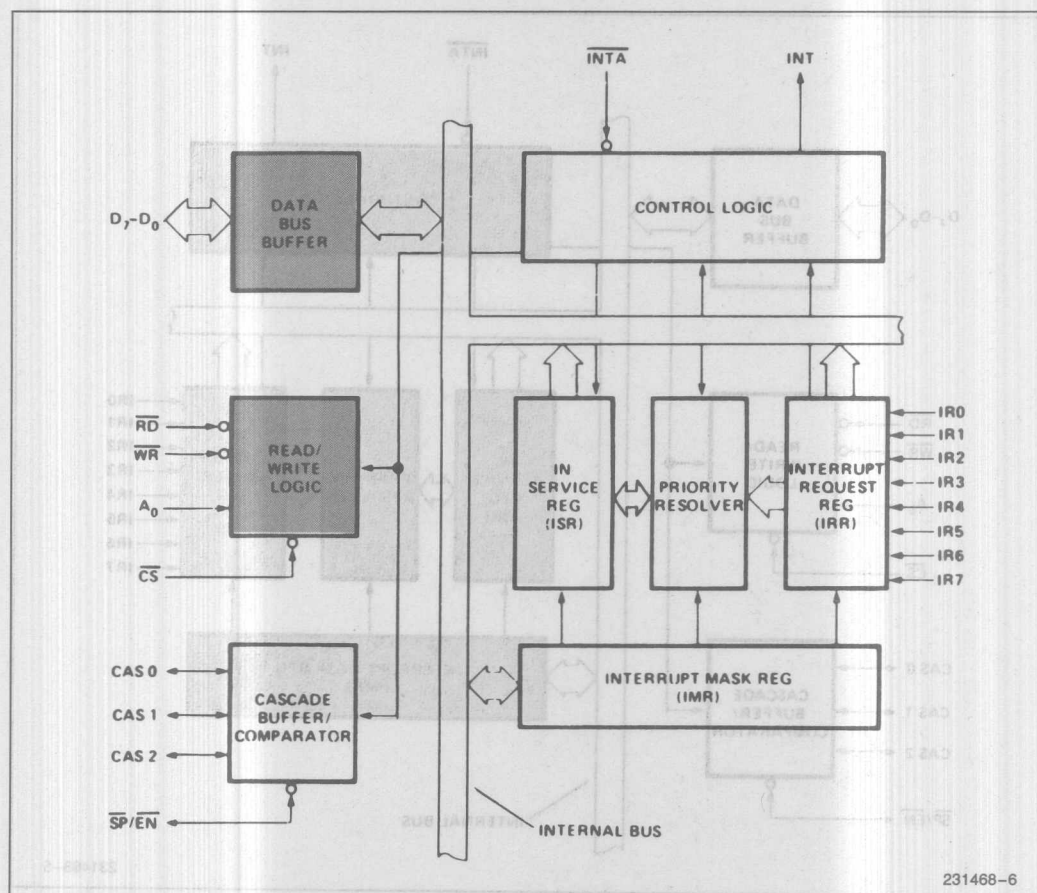 INTA
INT
D7-D0
DATA
BUS
BUFFER
CONTROL LOGIC
RD
WR
A0
CS
READ/
WRITE
LOGIC
IN
SERVICE
REG
(ISR)
PRIORITY
RESOLVER
INTERRUPT
REQUEST
REG
(IRR)
IR0
IR1
IR2
IR3
IR4
IR5
IR6
IR7
CAS 0
CAS 1
CAS 2
SP/EN
CASCADE
BUFFER/
COMPARATOR
INTERRUPT MASK REG
(IMR)
INTERNAL BUS
231468-6